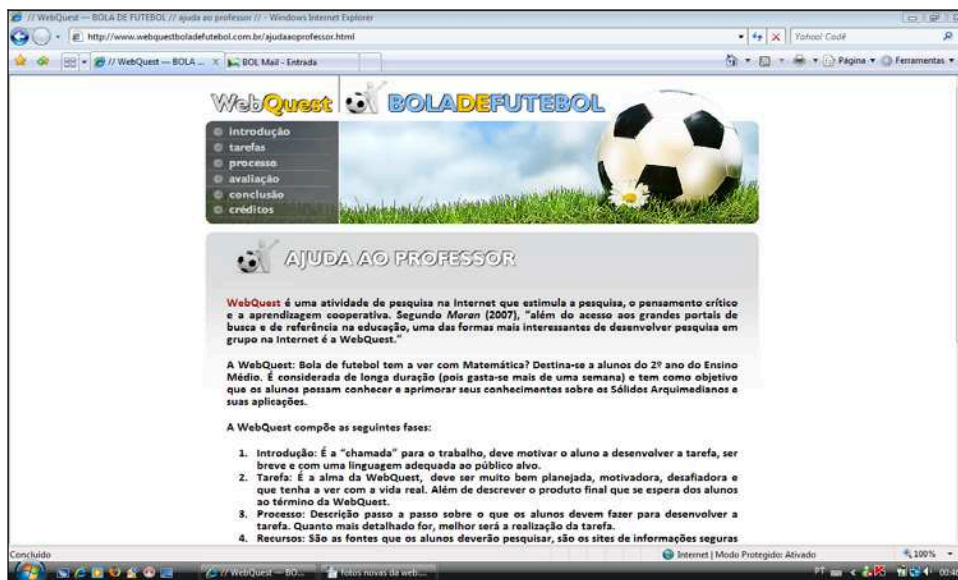 // WebQuest — BOLA DE FUTEBOL // ajuda ao professor // - Windows Internet Explorer
http://www.webquestboladefutebol.com.br/ajudaaoprofessor.html
Yahoo! Cadê
// WebQuest — BOLA ... X
BOL Mail - Entrada
Página
Ferramentas
WebQuest
BOLADEFUTEBOL
introdução
tarefas
processo
avaliação
conclusão
créditos
AJUDA AO PROFESSOR
WebQuest é uma atividade de pesquisa na Internet que estimula a pesquisa, o pensamento crítico
e a aprendizagem cooperativa. Segundo Moran (2007), "além do acesso aos grandes portais de
busca e de referência na educação, uma das formas mais interessantes de desenvolver pesquisa em
grupo na Internet é a WebQuest."
A WebQuest: Bola de futebol tem a ver com Matemática? Destina-se a alunos do 2º ano do Ensino
Médio. É considerada de longa duração (pois gasta-se mais de uma semana) e tem como objetivo
que os alunos possam conhecer e aprimorar seus conhecimentos sobre os Sólidos Arquimedianos e
suas aplicações.
A WebQuest compõe as seguintes fases:
1. Introdução: É a "chamada" para o trabalho, deve motivar o aluno a desenvolver a tarefa, ser
breve e com uma linguagem adequada ao público alvo.
2. Tarefa: É a alma da WebQuest, deve ser muito bem planejada, motivadora, desafiadora e
que tenha a ver com a vida real. Além de descrever o produto final que se espera dos alunos
ao término da WebQuest.
3. Processo: Descrição passo a passo sobre o que os alunos devem fazer para desenvolver a
tarefa. Quanto mais detalhado for, melhor será a realização da tarefa.
4. Recursos: São as fontes que os alunos deverão pesquisar, são os sites de informações seguras
Concluído
Internet | Modo Protegido: Ativado
100%
// WebQuest — BO...
fotos novas da web...
PT
00:46